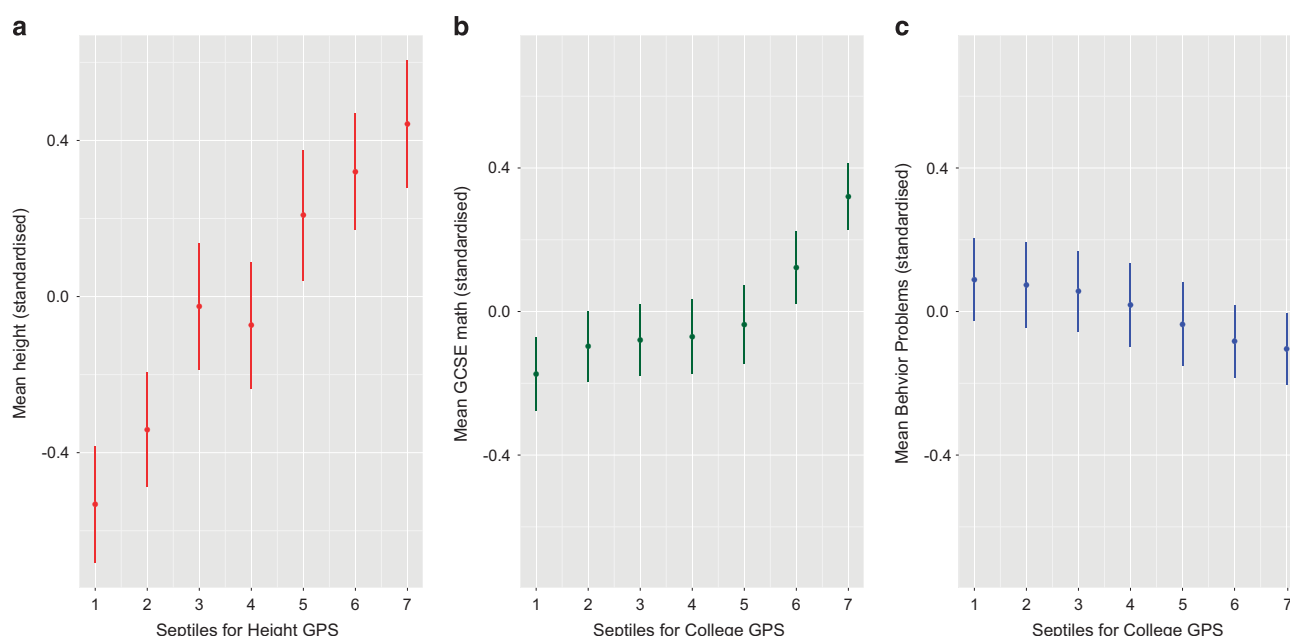 a
Mean height (standardised)
0.4
0.0
-0.4
1 2 3 4 5 6 7
Septiles for Height GPS
b
Mean GCSE math (standardised)
0.4
0.0
-0.4
1 2 3 4 5 6 7
Septiles for College GPS
c
Mean Behvior Problems (standardised)
0.4
0.0
-0.4
1 2 3 4 5 6 7
Septiles for College GPS